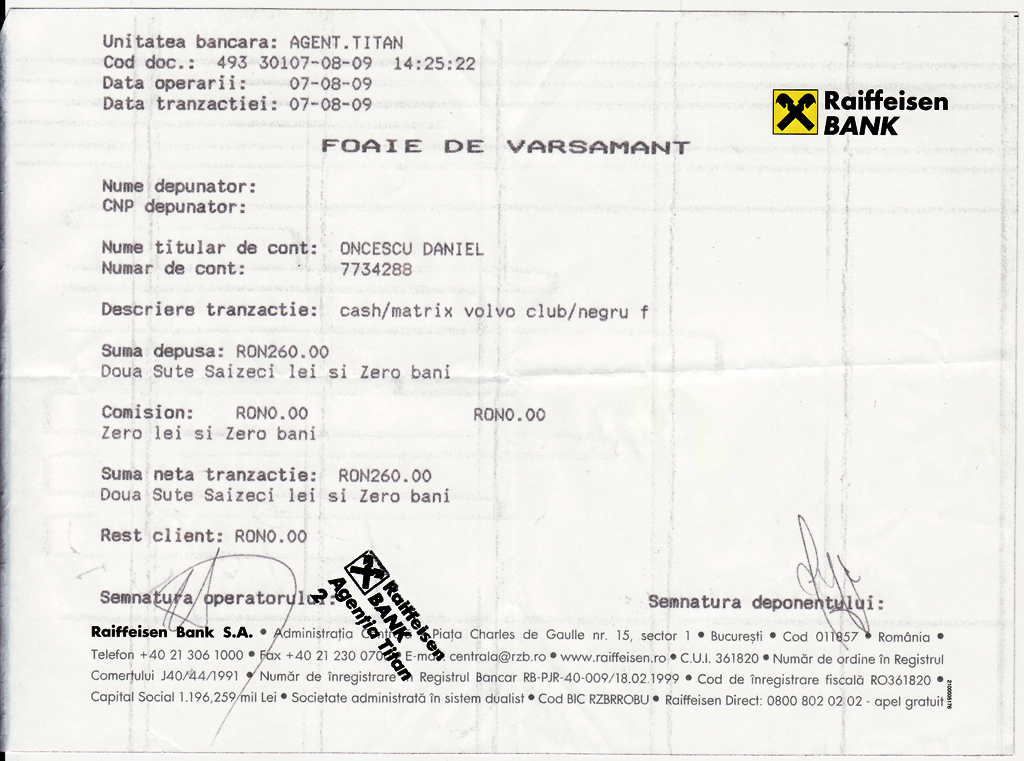 Unitatea bancara: AGENT.TITAN
Cod doc.: 493 30107-08-09 14:25:22
Data operarii: 07-08-09
Data tranzactiei: 07-08-09
Raiffeisen
BANK
FOAIE DE VARSAMANT
Nume depunator:
CNP depunator:
Nume titular de cont: ONCESCU DANIEL
Numar de cont: 7734288
Descriere tranzactie: cash/matrix volvo club/negru f
Suma depusa: RON260.00
Doua Sute Saizeci lei si Zero bani
Comision: RON0.00 RON0.00
Zero lei si Zero bani
Suma neta tranzactie: RON260.00
Doua Sute Saizeci lei si Zero bani
Rest client: RON0.00
Semnatura operatorului: Semnatura deponentului:
Raiffeisen
BANK
Agenția Titan
2
Raiffeisen Bank S.A. • Administrația Piața Charles de Gaulle nr. 15, sector 1 • București • Cod 011857 • România •
Telefon +40 21 306 1000 • Fax +40 21 230 centrala@rzb.ro • www.raiffeisen.ro • C.U.I. 361820 • Număr de ordine în Registrul
Comerțului J40/44/1991 • Număr de înregistrare în Registrul Bancar RB-PJR-40-009/18.02.1999 • Cod de înregistrare fiscală RO361820 •
Capital Social 1.196,259 mil Lei • Societate administrată în sistem dualist • Cod BIC RZBRROBU • Raiffeisen Direct: 0800 802 02 02 - apel gratuit